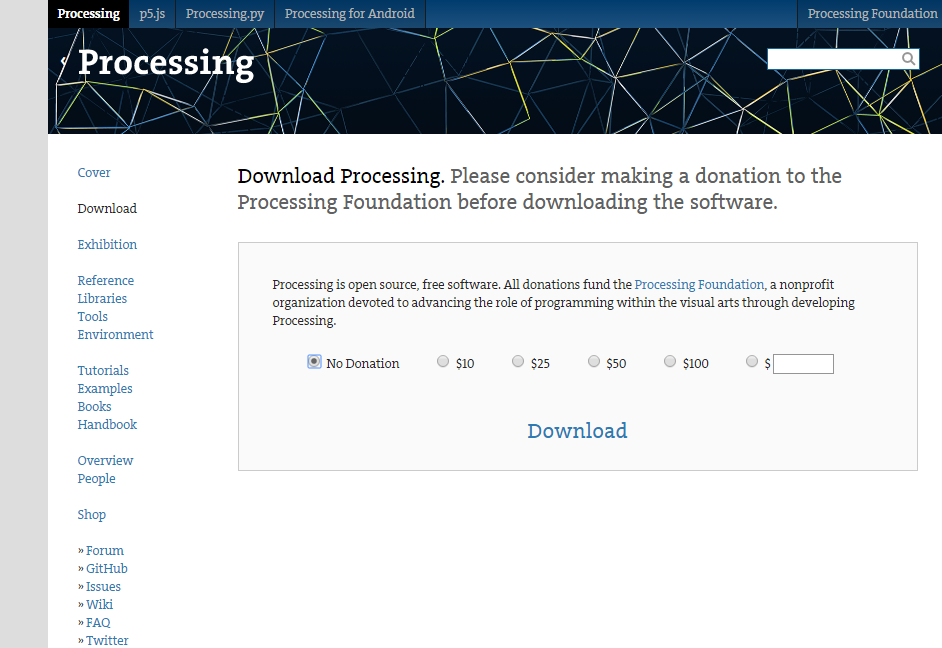 Processing p5.js Processing.py Processing for Android Processing Foundation
Processing
Cover
Download
Exhibition
Reference
Libraries
Tools
Environment
Tutorials
Examples
Books
Handbook
Overview
People
Shop
» Forum
» GitHub
» Issues
» Wiki
» FAQ
» Twitter
Download Processing. Please consider making a donation to the
Processing Foundation before downloading the software.
Processing is open source, free software. All donations fund the Processing Foundation, a nonprofit
organization devoted to advancing the role of programming within the visual arts through developing
Processing.
No Donation $10 $25 $50 $100 $
Download